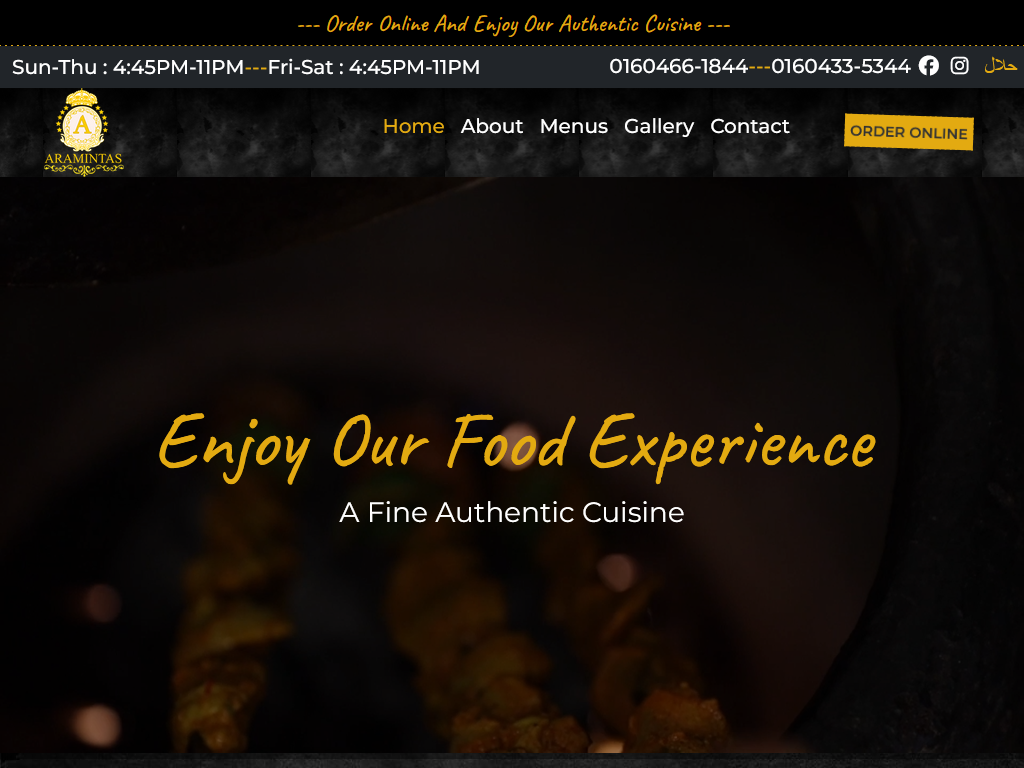 --- Order Online And Enjoy Our Authentic Cuisine ---
Sun-Thu : 4:45PM-11PM---Fri-Sat : 4:45PM-11PM
0160466-1844---0160433-5344 حلال
A
ARAMINTAS
Home About Menus Gallery Contact
ORDER ONLINE
Enjoy Our Food Experience
A Fine Authentic Cuisine